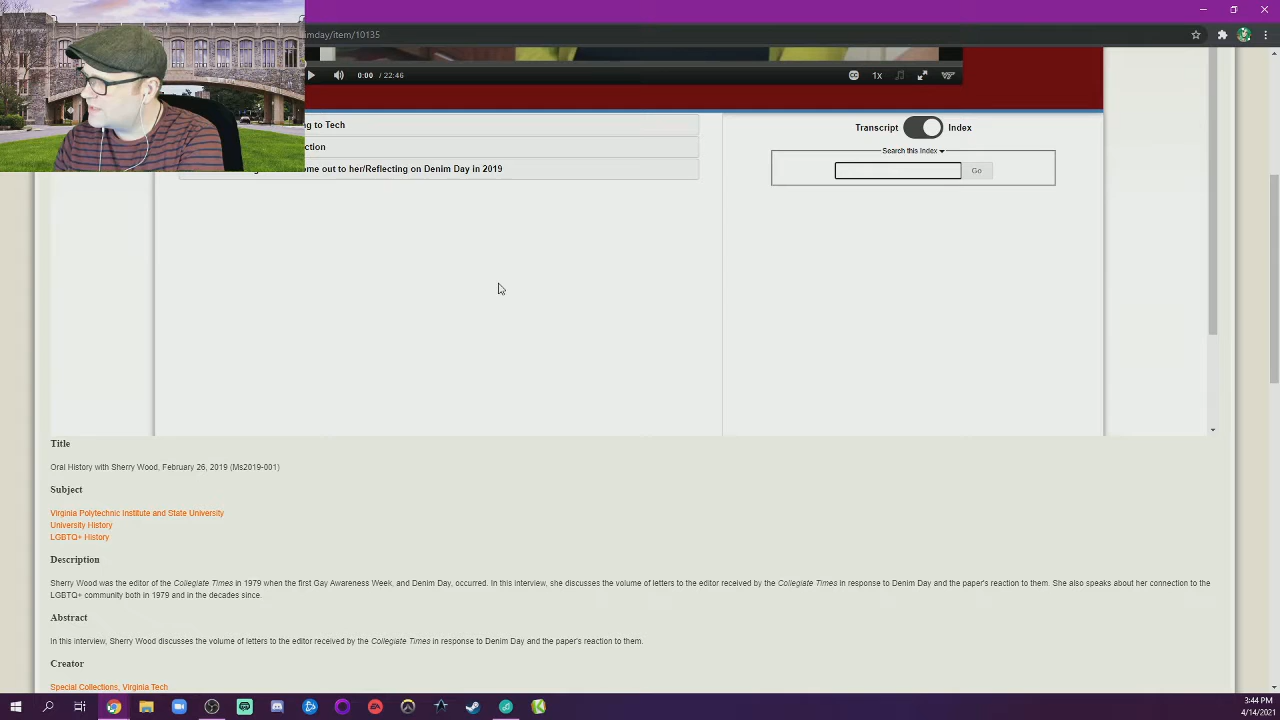 mday/item/10135
0:00 / 22:46
1x
g to Tech
Transcript Index
ction
Search this Index
ome out to her/Reflecting on Denim Day in 2019
Go
Title
Oral History with Sherry Wood, February 26, 2019 (Ms2019-001)
Subject
Virginia Polytechnic Institute and State University
University History
LGBTQ+ History
Description
Sherry Wood was the editor of the Collegiate Times in 1979 when the first Gay Awareness Week, and Denim Day, occurred. In this interview, she discusses the volume of letters to the editor received by the Collegiate Times in response to Denim Day and the paper's reaction to them. She also speaks about her connection to the
LGBTQ+ community both in 1979 and in the decades since.
Abstract
In this interview, Sherry Wood discusses the volume of letters to the editor received by the Collegiate Times in response to Denim Day and the paper's reaction to them.
Creator
Special Collections, Virginia Tech
3:44 PM
4/14/2021